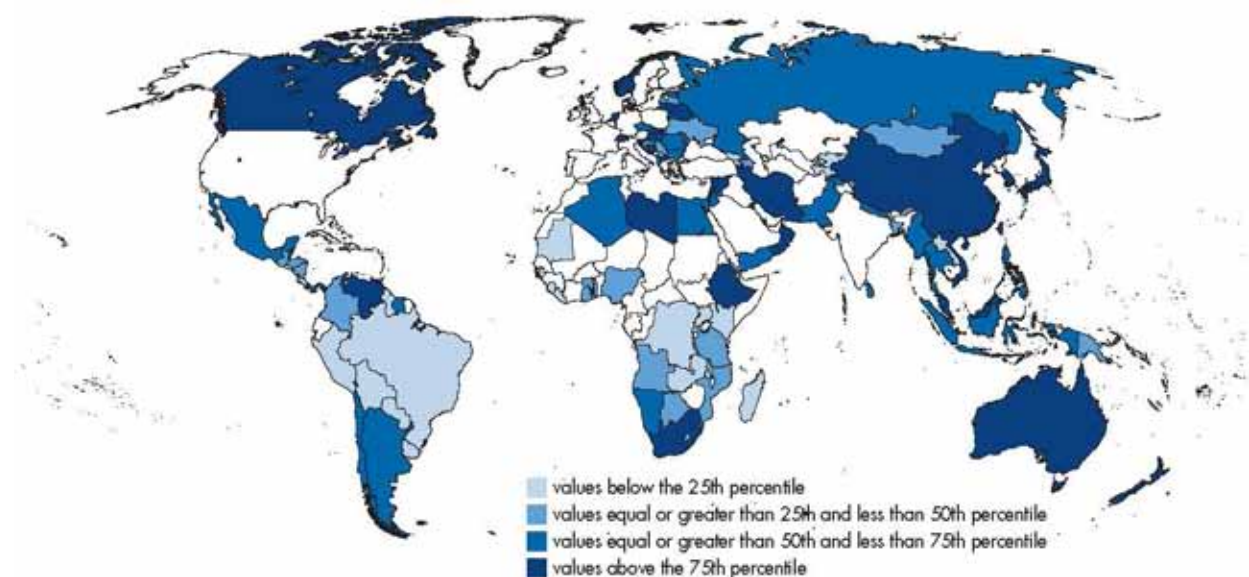 values below the 25th percentile
values equal or greater than 25th and less than 50th percentile
values equal or greater than 50th and less than 75th percentile
values above the 75th percentile